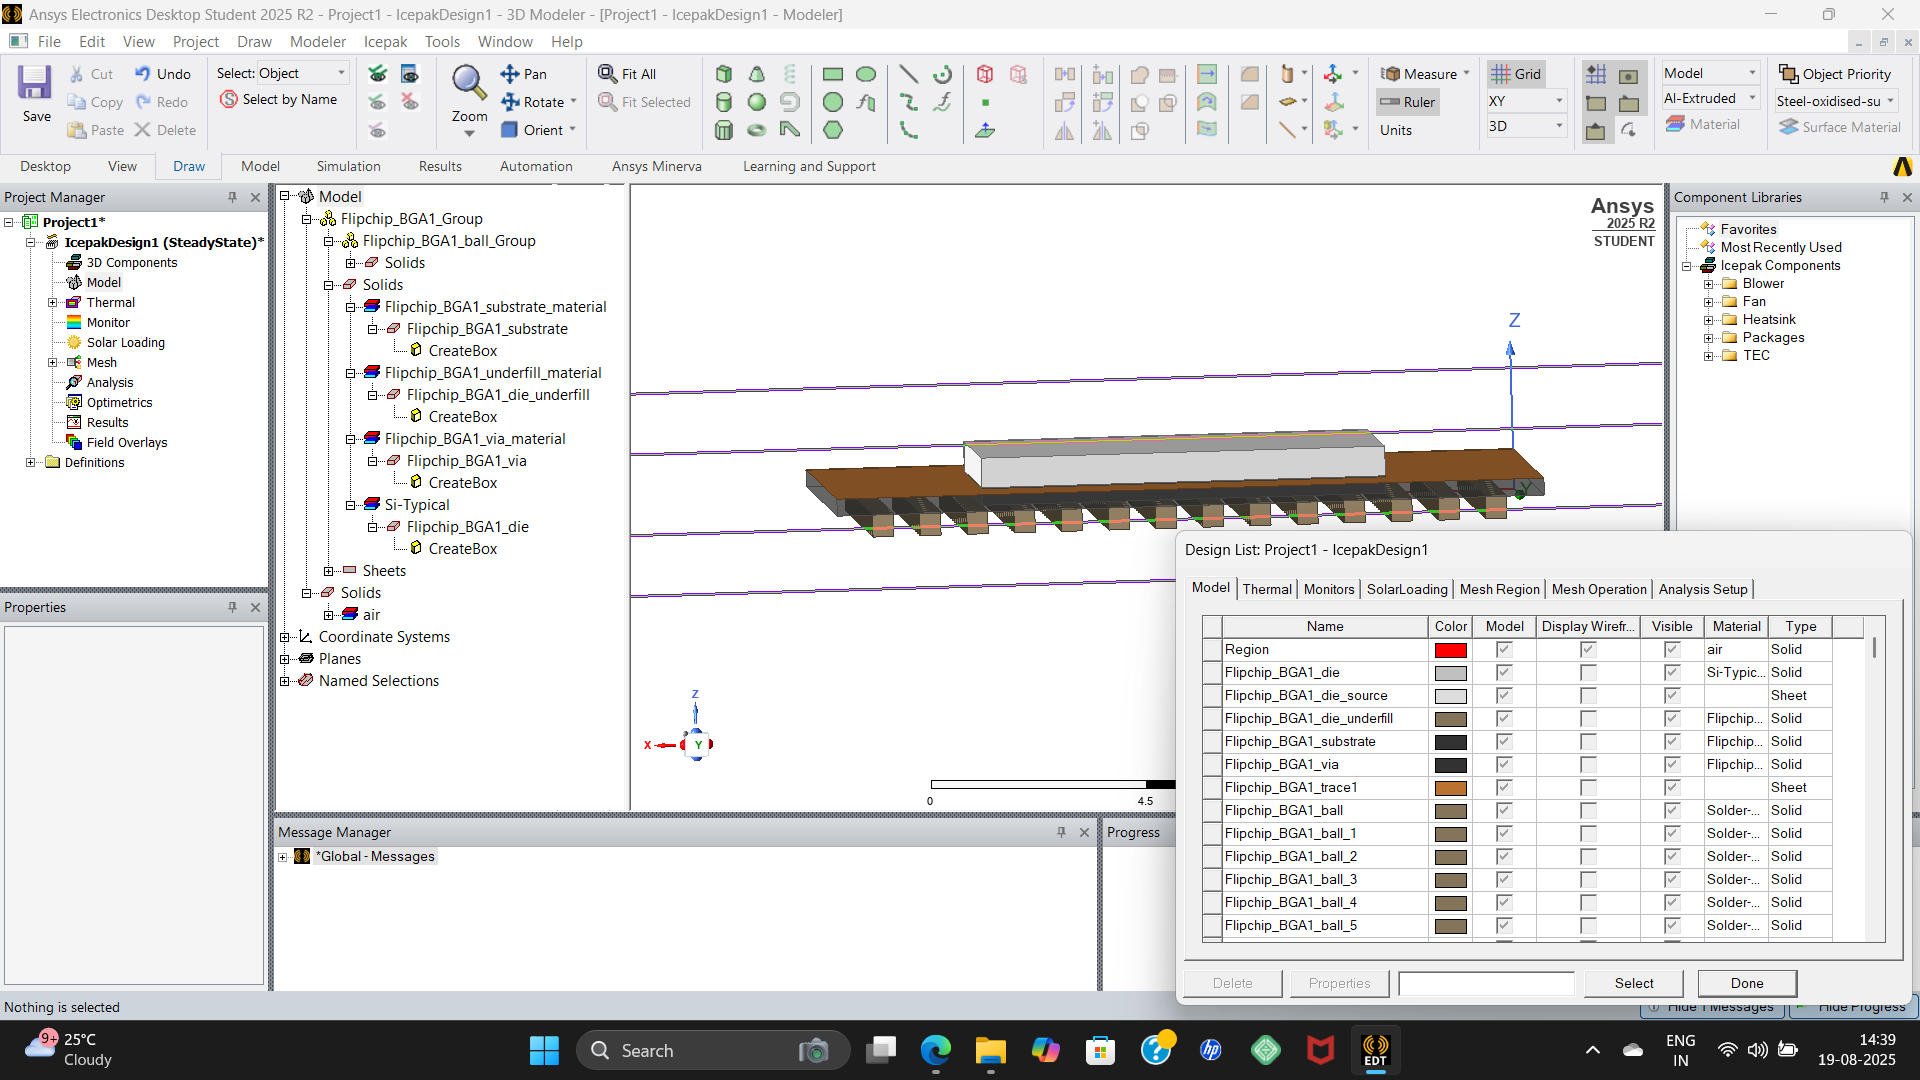 Ansys Electronics Desktop Student 2025 R2 - Project1 - IcepakDesign1 - 3D Modeler - [Project1 - IcepakDesign1 - Modeler]
File Edit View Project Draw Modeler Icepak Tools Window Help
Save
Cut
Copy
Paste
Undo
Redo
Delete
Select: Object
Select by Name
Zoom
Pan
Rotate
Orient
Fit All
Fit Selected
Measure
Ruler
Units
Grid
XY
3D
Model
Al-Extruded
Material
Object Priority
Steel-oxidised-su
Surface Material
Desktop View Draw Model Simulation Results Automation Ansys Minerva Learning and Support
Project Manager
Project1*
IcepakDesign1 (SteadyState)*
3D Components
Model
Thermal
Monitor
Solar Loading
Mesh
Analysis
Optimetrics
Results
Field Overlays
Definitions
Properties
Model
Flipchip_BGA1_Group
Flipchip_BGA1_ball_Group
Solids
Solids
Flipchip_BGA1_substrate_material
Flipchip_BGA1_substrate
CreateBox
Flipchip_BGA1_underfill_material
Flipchip_BGA1_die_underfill
CreateBox
Flipchip_BGA1_via_material
Flipchip_BGA1_via
CreateBox
Si-Typical
Flipchip_BGA1_die
CreateBox
Sheets
Solids
air
Coordinate Systems
Planes
Named Selections
Ansys
2025 R2
STUDENT
Z
Y
Z
X
Y
0 4.5
Component Libraries
Favorites
Most Recently Used
Icepak Components
Blower
Fan
Heatsink
Packages
TEC
Design List: Project1 - IcepakDesign1
Model Thermal Monitors SolarLoading Mesh Region Mesh Operation Analysis Setup
Name Color Model Display Wirefr... Visible Material Type
Region air Solid
Flipchip_BGA1_die Si-Typic... Solid
Flipchip_BGA1_die_source Sheet
Flipchip_BGA1_die_underfill Flipchip... Solid
Flipchip_BGA1_substrate Flipchip... Solid
Flipchip_BGA1_via Flipchip... Solid
Flipchip_BGA1_trace1 Sheet
Flipchip_BGA1_ball Solder-... Solid
Flipchip_BGA1_ball_1 Solder-... Solid
Flipchip_BGA1_ball_2 Solder-... Solid
Flipchip_BGA1_ball_3 Solder-... Solid
Flipchip_BGA1_ball_4 Solder-... Solid
Flipchip_BGA1_ball_5 Solder-... Solid
Delete Properties Select Done
Message Manager
*Global - Messages
Progress
Nothing is selected
Hide 1 Messages Hide Progress
9+
25°C
Cloudy
Search
EDT
ENG
IN
14:39
19-08-2025